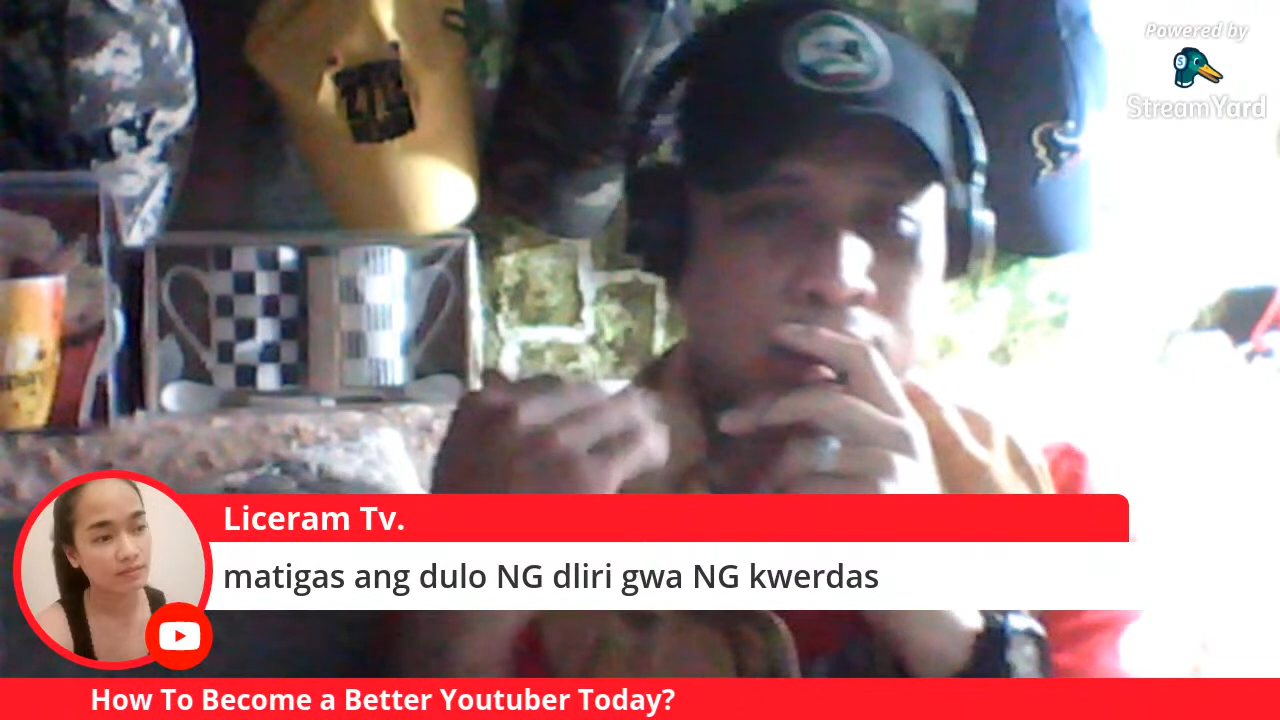 Powered by
StreamYard
Liceram Tv.
matigas ang dulo NG dliri gwa NG kwerdas
How To Become a Better Youtuber Today?